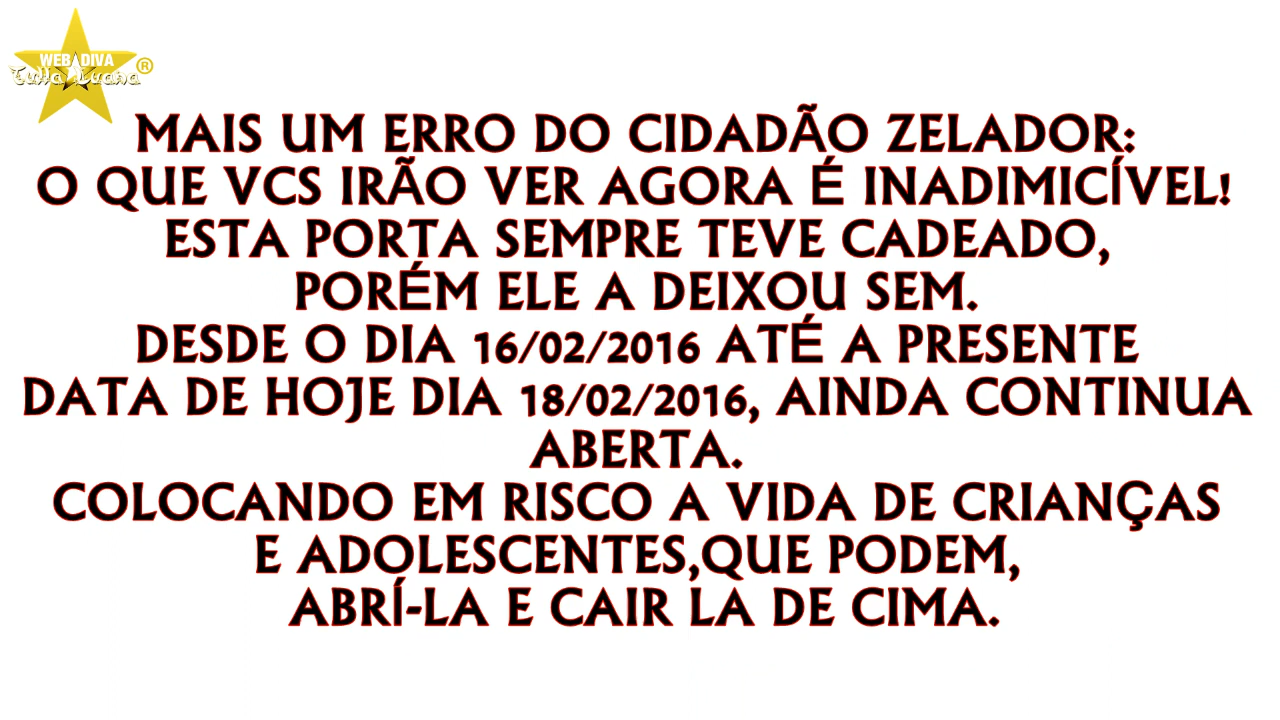 WEB DIVA
Tulla Luana
®
MAIS UM ERRO DO CIDADÃO ZELADOR:
O QUE VCS IRÃO VER AGORA É INADIMICÍVEL!
ESTA PORTA SEMPRE TEVE CADEADO,
PORÉM ELE A DEIXOU SEM.
DESDE O DIA 16/02/2016 ATÉ A PRESENTE
DATA DE HOJE DIA 18/02/2016, AINDA CONTINUA
ABERTA.
COLOCANDO EM RISCO A VIDA DE CRIANÇAS
E ADOLESCENTES,QUE PODEM,
ABRÍ-LA E CAIR LA DE CIMA.